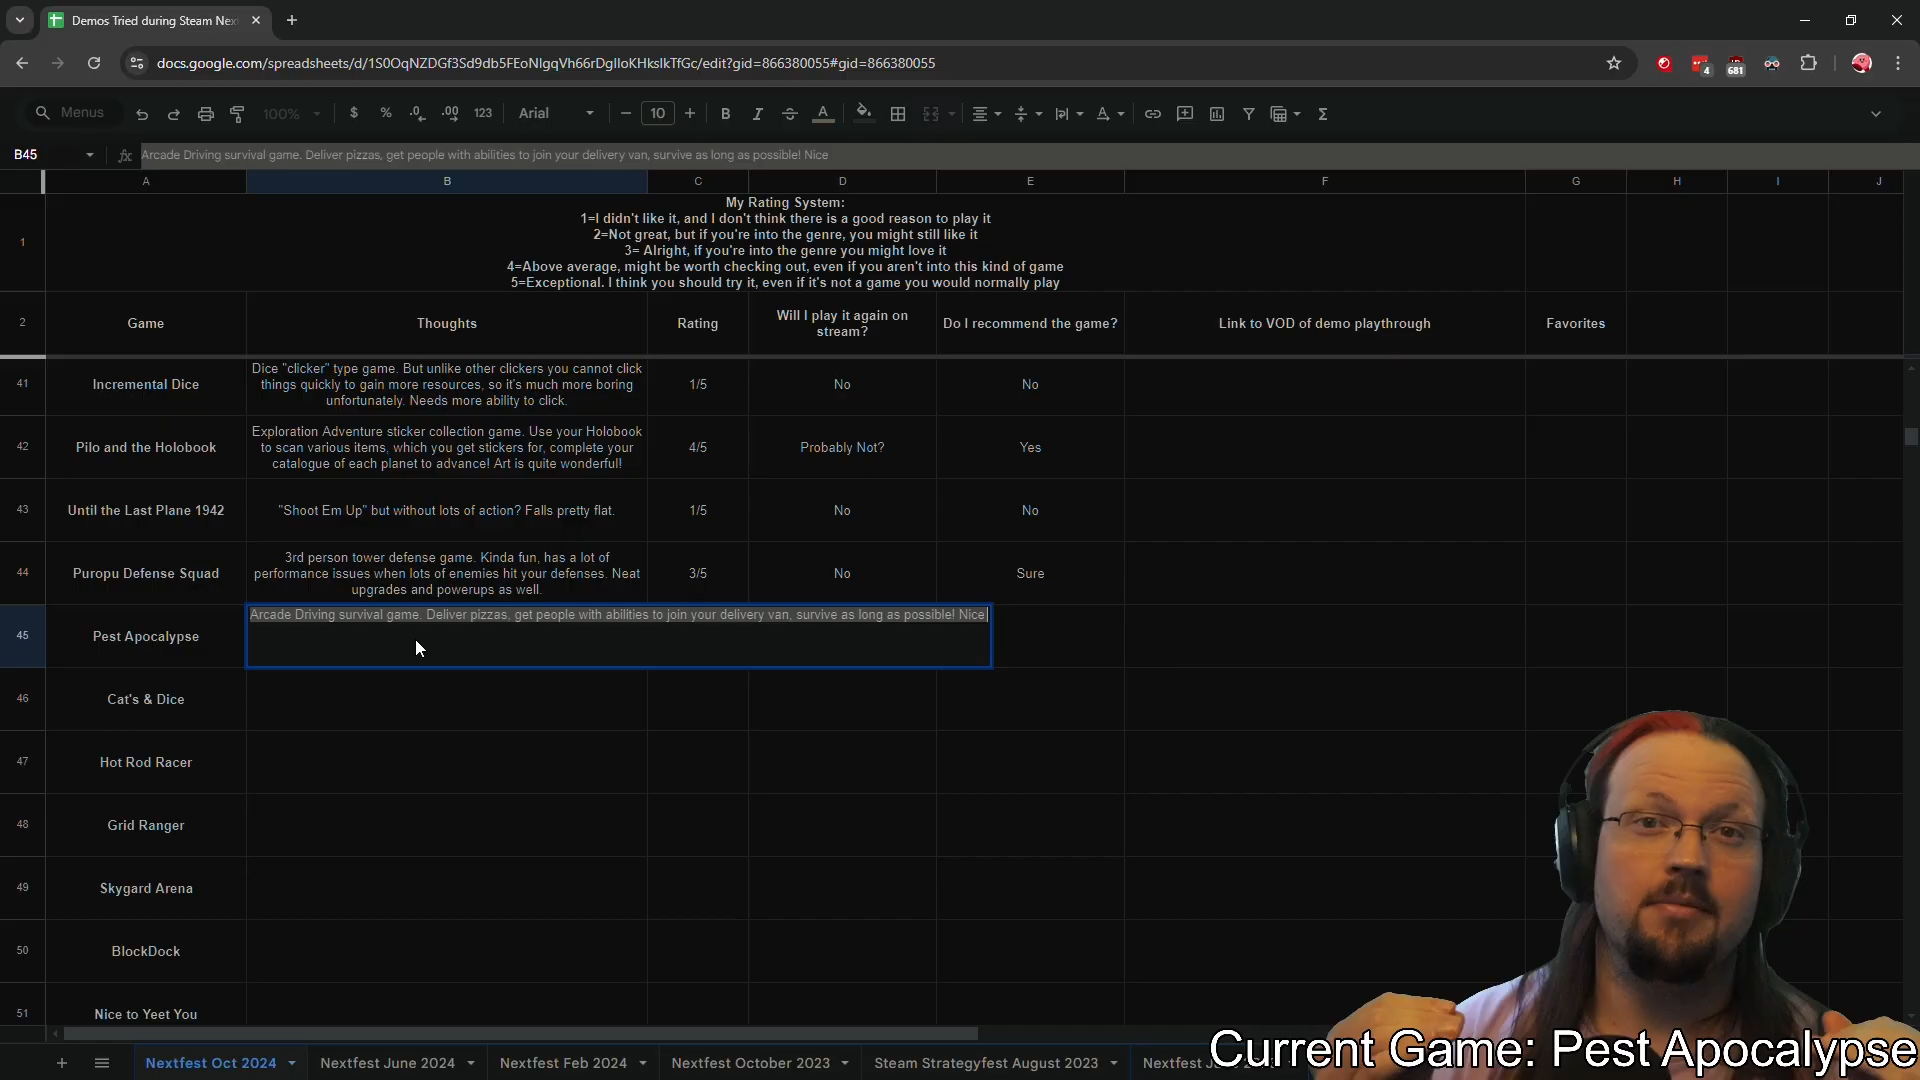 Demos Tried during Steam Nex
docs.google.com/spreadsheets/d/1S0OqNZDGf3Sd9db5FEoNlgqVh66rDglloKHkslkTfGc/edit?gid=866380055#gid=866380055
4
681
Menus
100%
$ % .0 .00 123
Arial
10
B I A
B45
Arcade Driving survival game. Deliver pizzas, get people with abilities to join your delivery van, survive as long as possible! Nice
A B C D E F G H I J
1
My Rating System:
1=I didn't like it, and I don't think there is a good reason to play it
2=Not great, but if you're into the genre, you might still like it
3= Alright, if you're into the genre you might love it
4=Above average, might be worth checking out, even if you aren't into this kind of game
5=Exceptional. I think you should try it, even if it's not a game you would normally play
2
Game
Thoughts
Rating
Will I play it again on
stream?
Do I recommend the game?
Link to VOD of demo playthrough
Favorites
41
Incremental Dice
Dice "clicker" type game. But unlike other clickers you cannot click
things quickly to gain more resources, so it's much more boring
unfortunately. Needs more ability to click.
1/5
No
No
42
Pilo and the Holobook
Exploration Adventure sticker collection game. Use your Holobook
to scan various items, which you get stickers for, complete your
catalogue of each planet to advance! Art is quite wonderful!
4/5
Probably Not?
Yes
43
Until the Last Plane 1942
"Shoot Em Up" but without lots of action? Falls pretty flat.
1/5
No
No
44
Puropu Defense Squad
3rd person tower defense game. Kinda fun, has a lot of
performance issues when lots of enemies hit your defenses. Neat
upgrades and powerups as well.
3/5
No
Sure
45
Pest Apocalypse
Arcade Driving survival game. Deliver pizzas, get people with abilities to join your delivery van, survive as long as possible! Nice
46
Cat's & Dice
47
Hot Rod Racer
48
Grid Ranger
49
Skygard Arena
50
BlockDock
51
Nice to Yeet You
Nextfest Oct 2024
Nextfest June 2024
Nextfest Feb 2024
Nextfest October 2023
Steam Strategyfest August 2023
Nextfest
Current Game: Pest Apocalypse